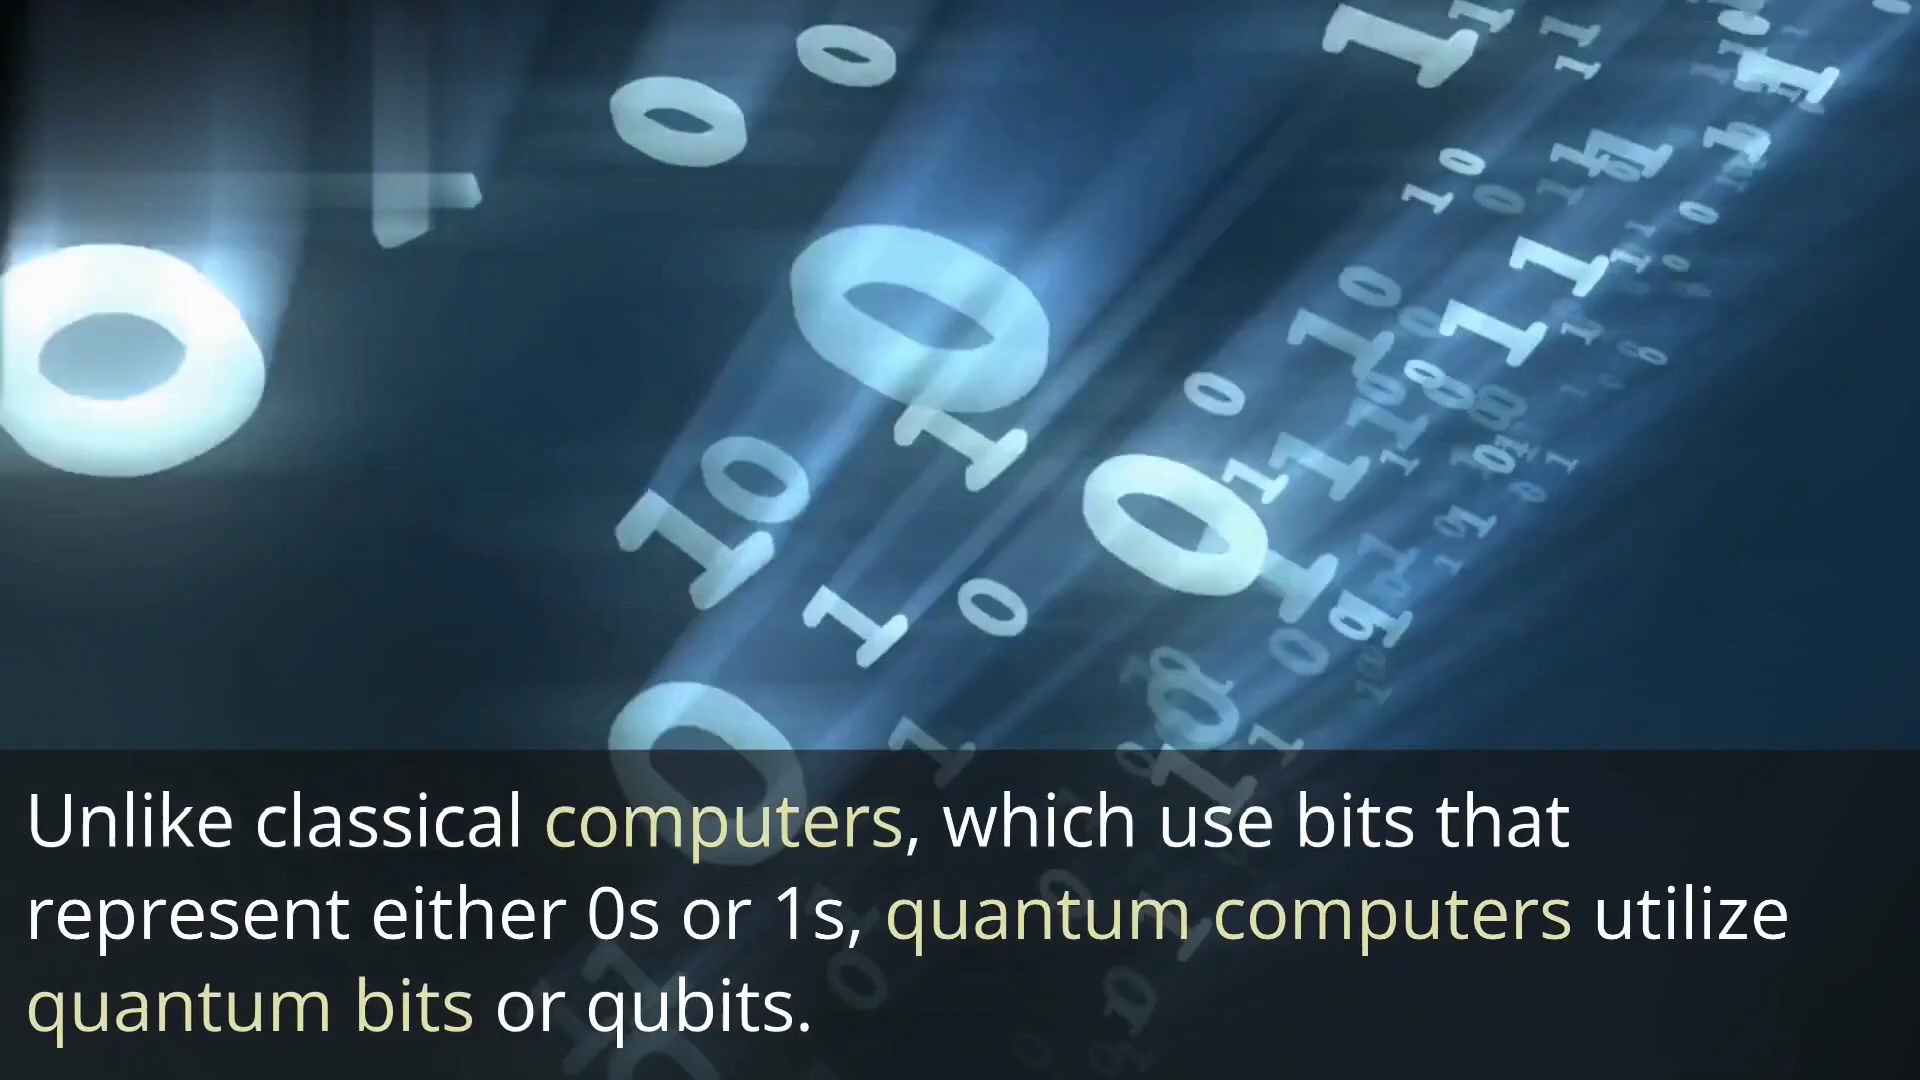 Unlike classical computers, which use bits that
represent either 0s or 1s, quantum computers utilize
quantum bits or qubits.